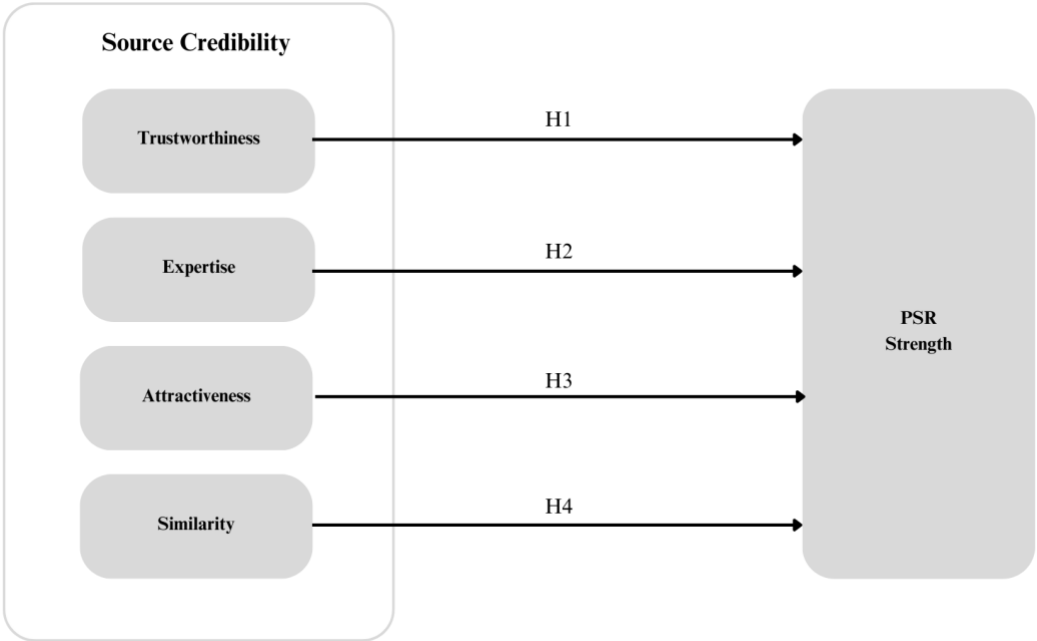 Source Credibility
Trustworthiness
H1
Expertise
H2
Attractiveness
H3
Similarity
H4
PSR
Strength